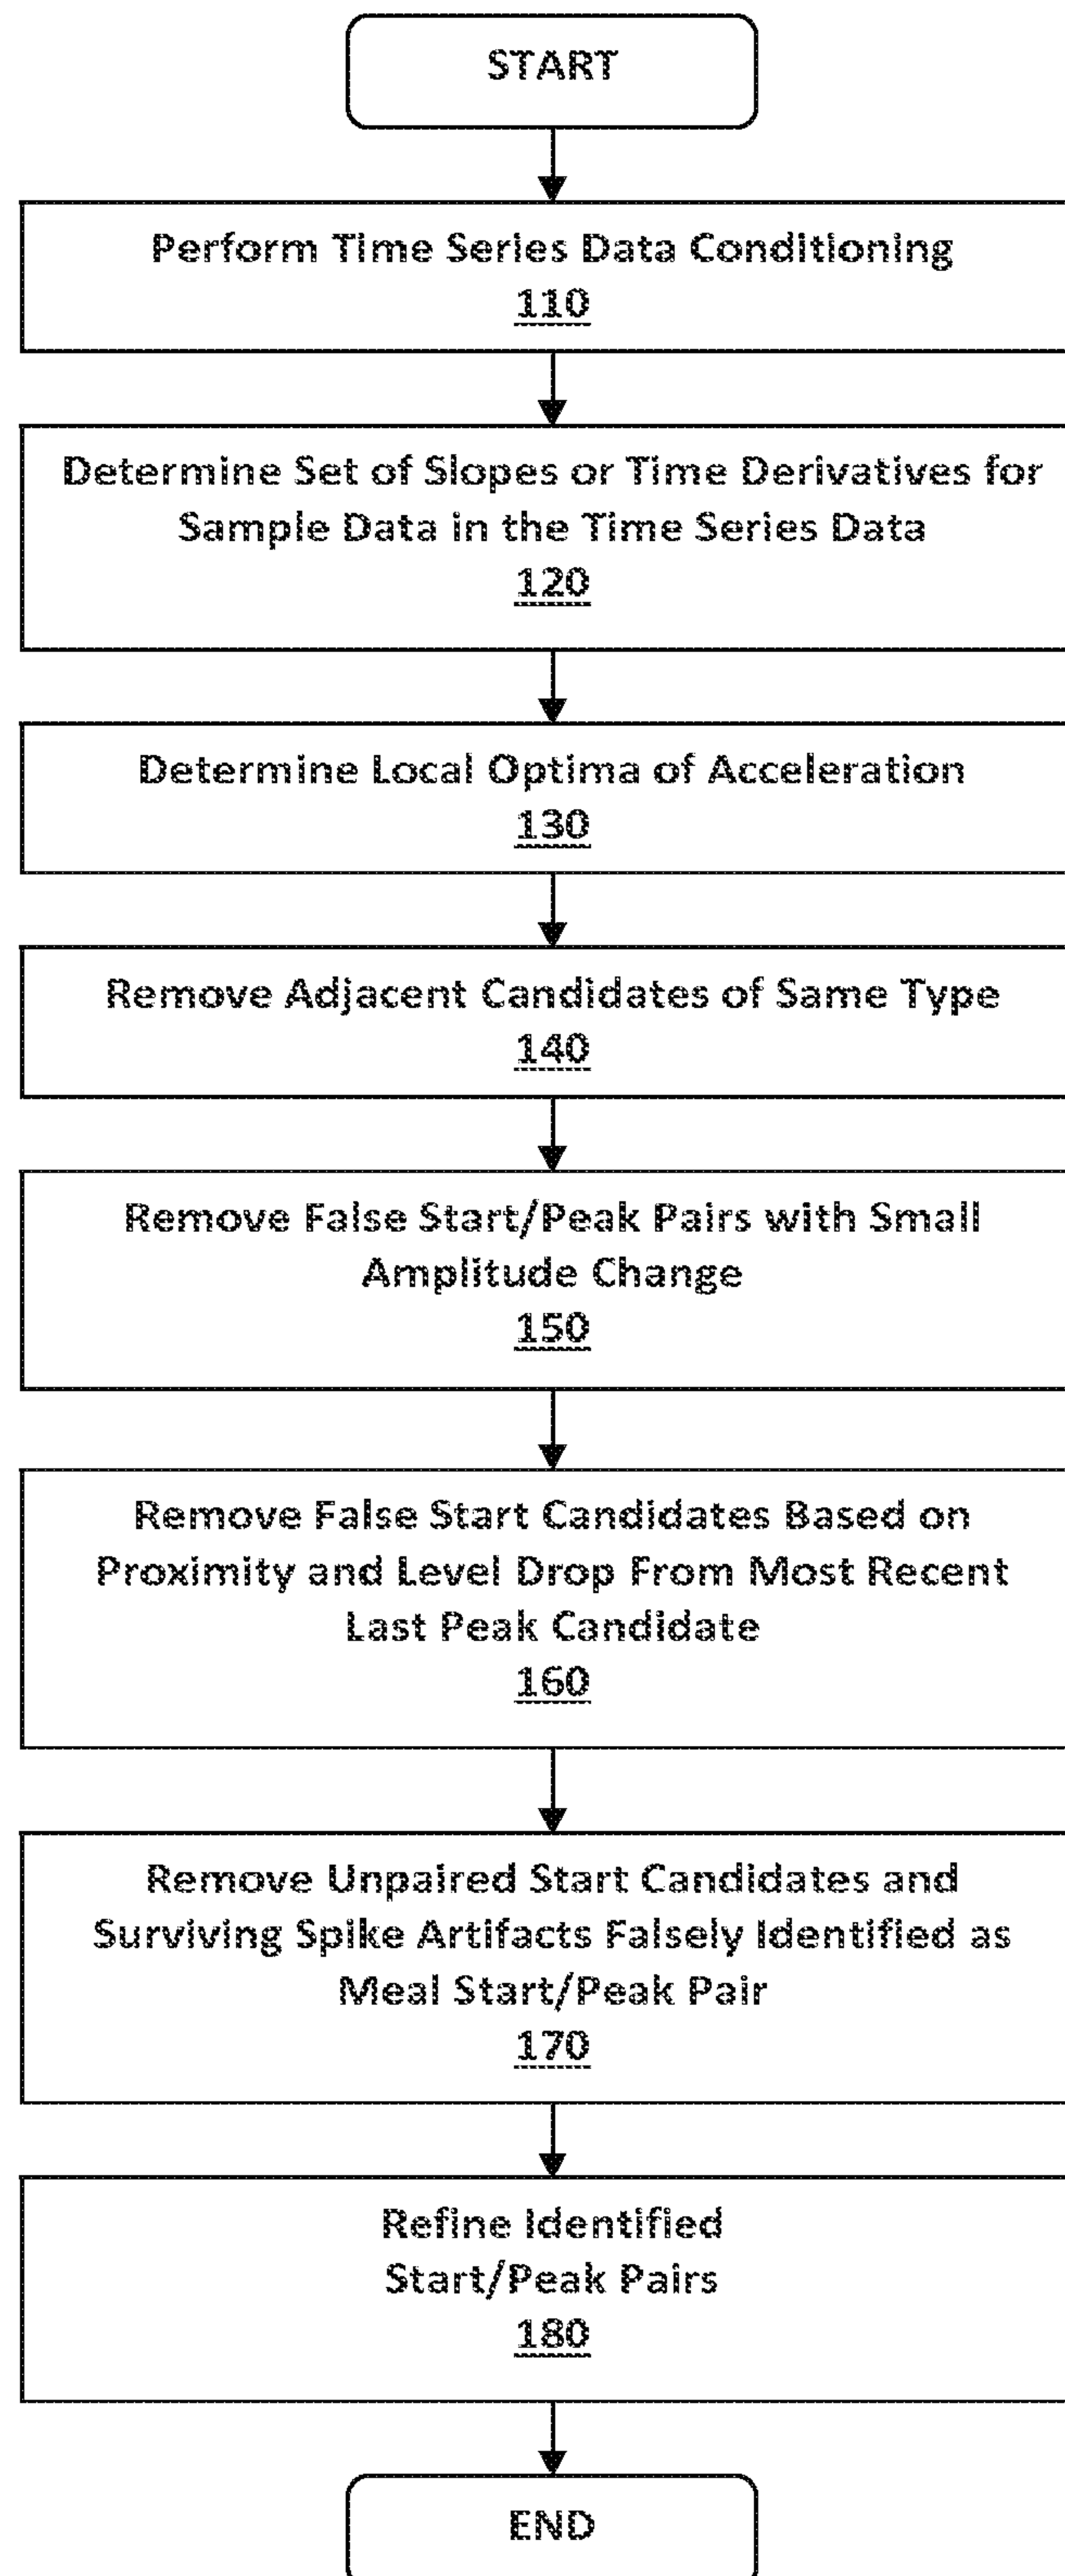 START
Perform Time Series Data Conditioning
110
Determine Set of Slopes or Time Derivatives for
Sample Data in the Time Series Data
120
Determine Local Optima of Acceleration
130
Remove Adjacent Candidates of Same Type
140
Remove False Start/Peak Pairs with Small
Amplitude Change
150
Remove False Start Candidates Based on
Proximity and Level Drop From Most Recent
Last Peak Candidate
160
Remove Unpaired Start Candidates and
Surviving Spike Artifacts Falsely Identified as
Meal Start/Peak Pair
170
Refine Identified
Start/Peak Pairs
180
END